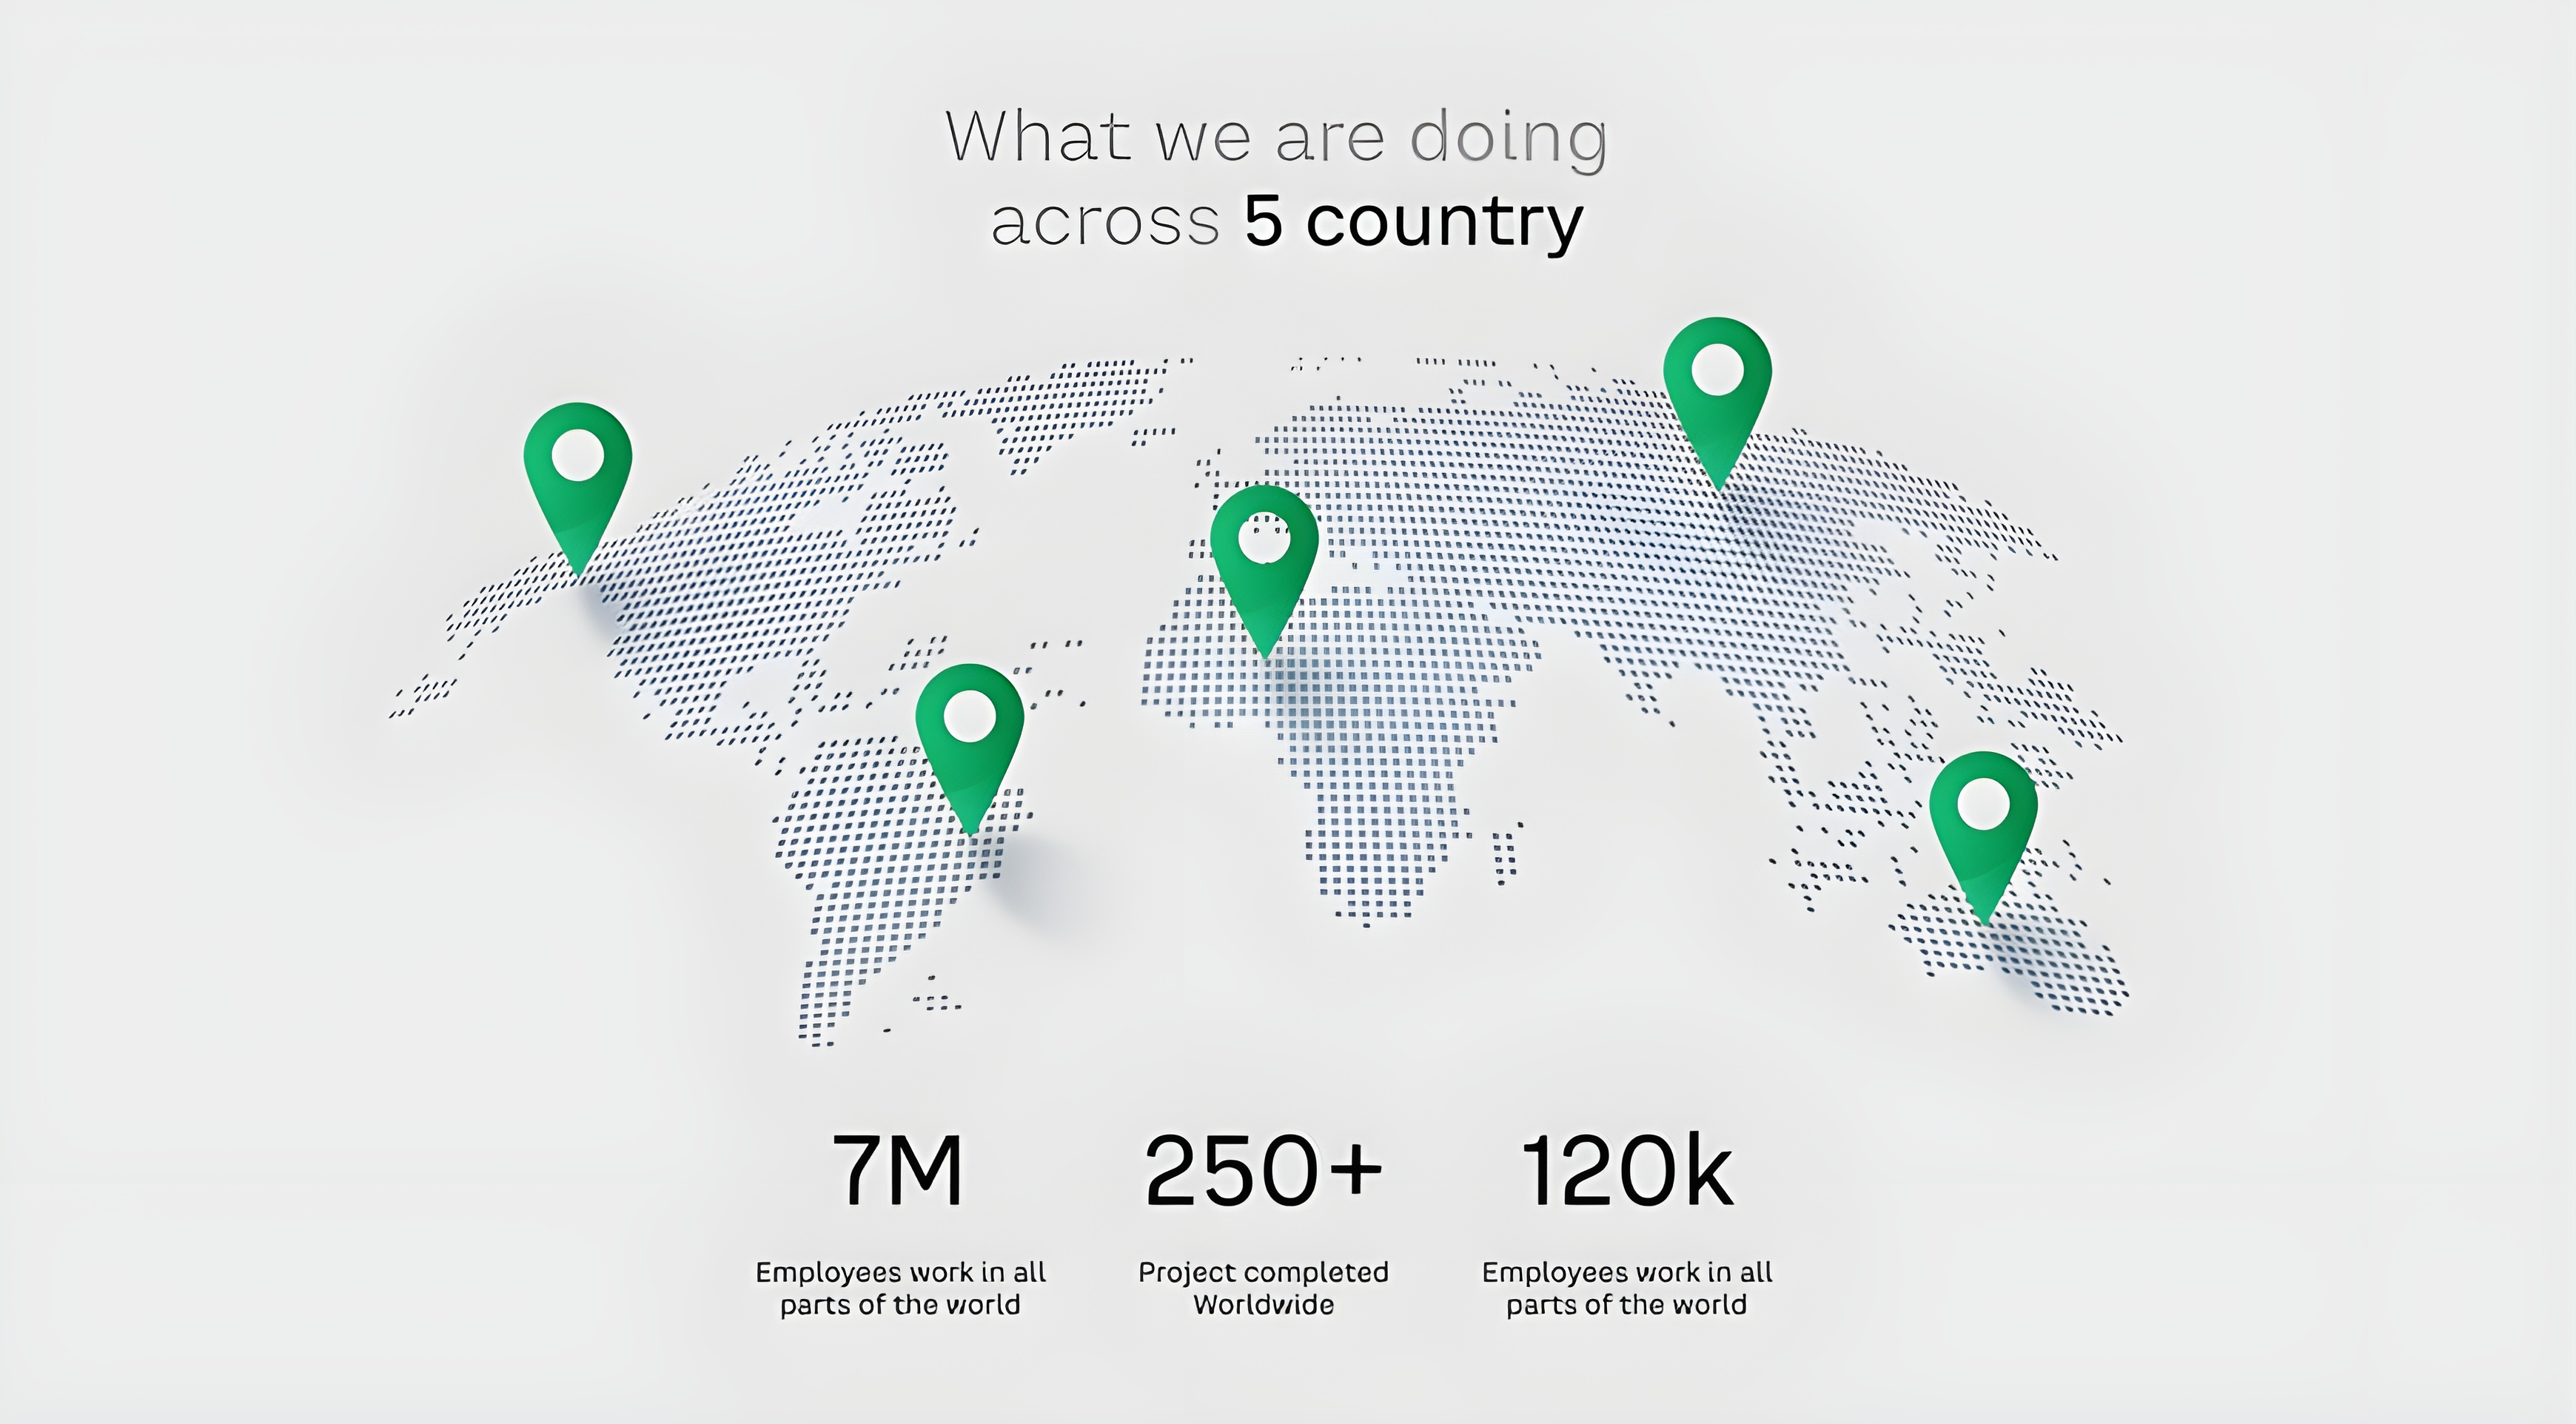 What we are doing
across 5 country
7M
250+
120k
Employees work in all
parts of the world
Project completed
Worldwide
Employees work in all
parts of the world